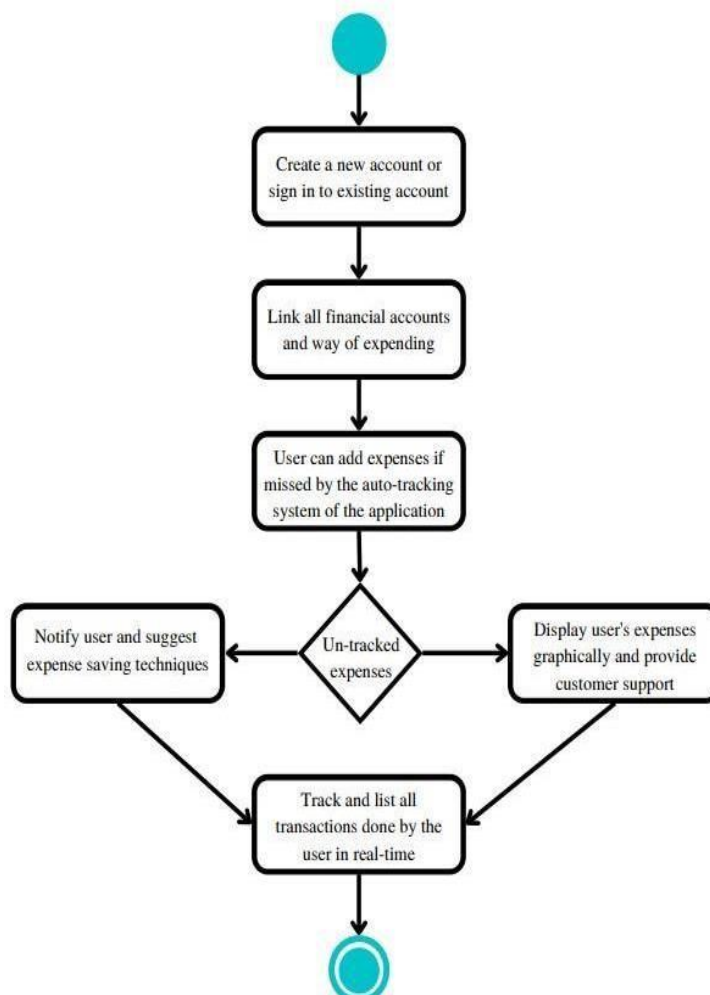 Create a new account or
sign in to existing account
Link all financial accounts
and way of expending
User can add expenses if
missed by the auto-tracking
system of the application
Un-tracked
expenses
Notify user and suggest
expense saving techniques
Display user's expenses
graphically and provide
customer support
Track and list all
transactions done by the
user in real-time